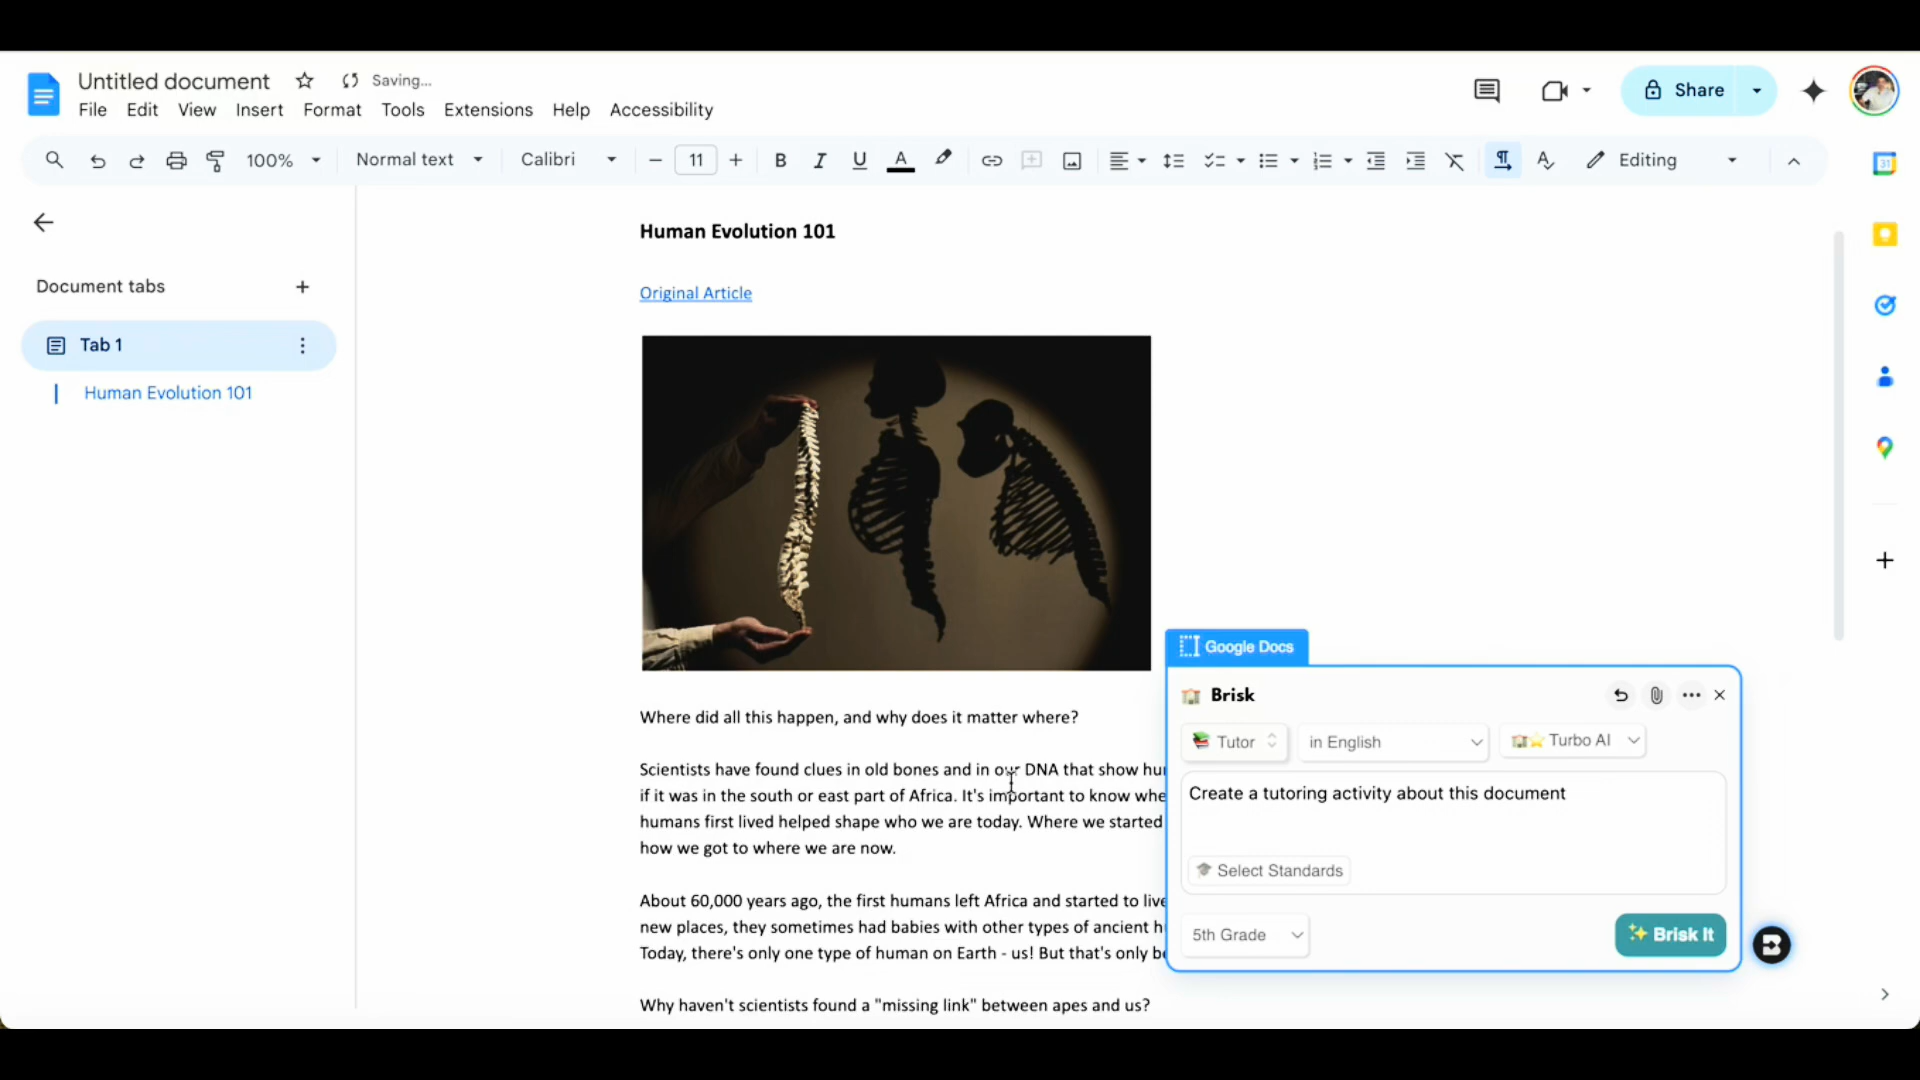 Untitled document
Saving...
File Edit View Insert Format Tools Extensions Help Accessibility
Share
100% Normal text Calibri 11 Editing
31
Document tabs
Tab 1
Human Evolution 101
Human Evolution 101
Original Article
Where did all this happen, and why does it matter where?
Scientists have found clues in old bones and in our DNA that show
if it was in the south or east part of Africa. It's important to know
humans first lived helped shape who we are today. Where we started
how we got to where we are now.
About 60,000 years ago, the first humans left Africa and started to
new places, they sometimes had babies with other types of ancient
Today, there's only one type of human on Earth - us! But that's only
Why haven't scientists found a "missing link" between apes and us?
Google Docs
Brisk
Tutor in English Turbo AI
Create a tutoring activity about this document
Select Standards
5th Grade Brisk It